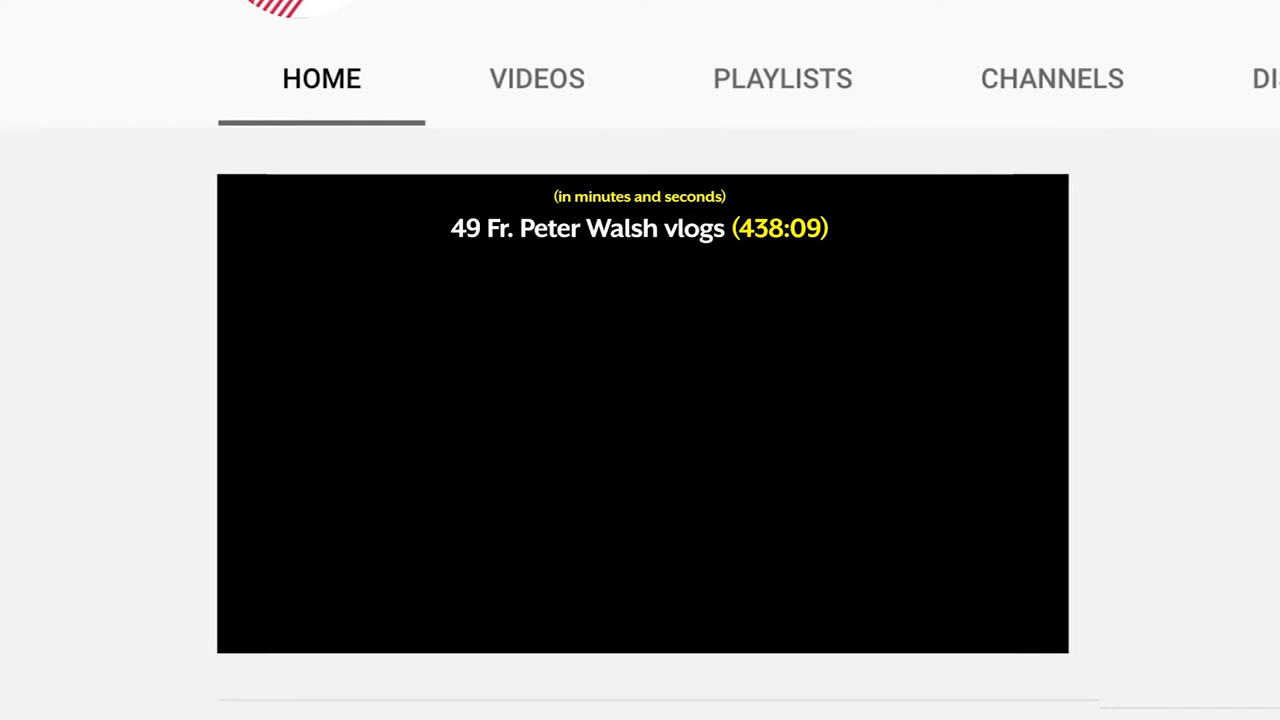 HOME VIDEOS PLAYLISTS CHANNELS
(in minutes and seconds)
49 Fr. Peter Walsh vlogs (438:09)